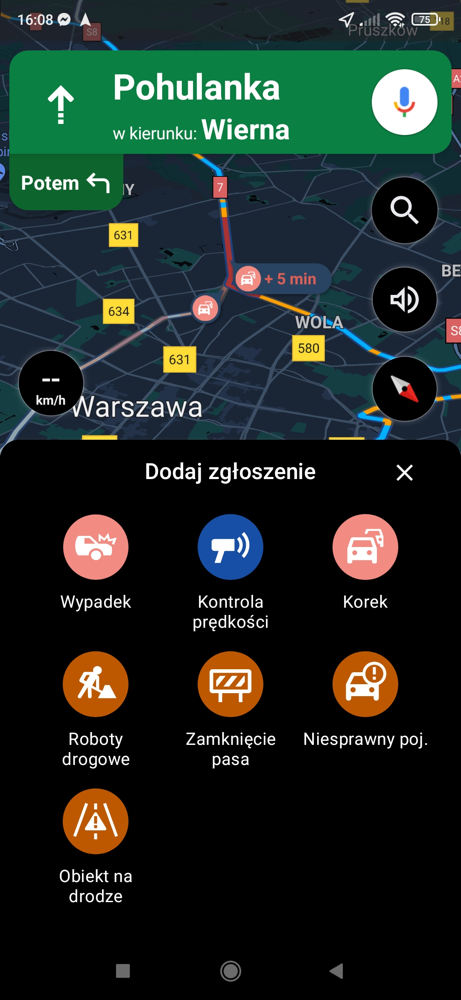 16:08
75
718
Pruszków
S8
Pohulanka
w kierunku: Wierna
Potem
7
631
+ 5 min
BE
634
WOLA
S8
580
631
--
km/h
Warszawa
Dodaj zgłoszenie
Wypadek
Kontrola
prędkości
Korek
Roboty
drogowe
Zamknięcie
pasa
Niesprawny poj.
Obiekt na
drodze